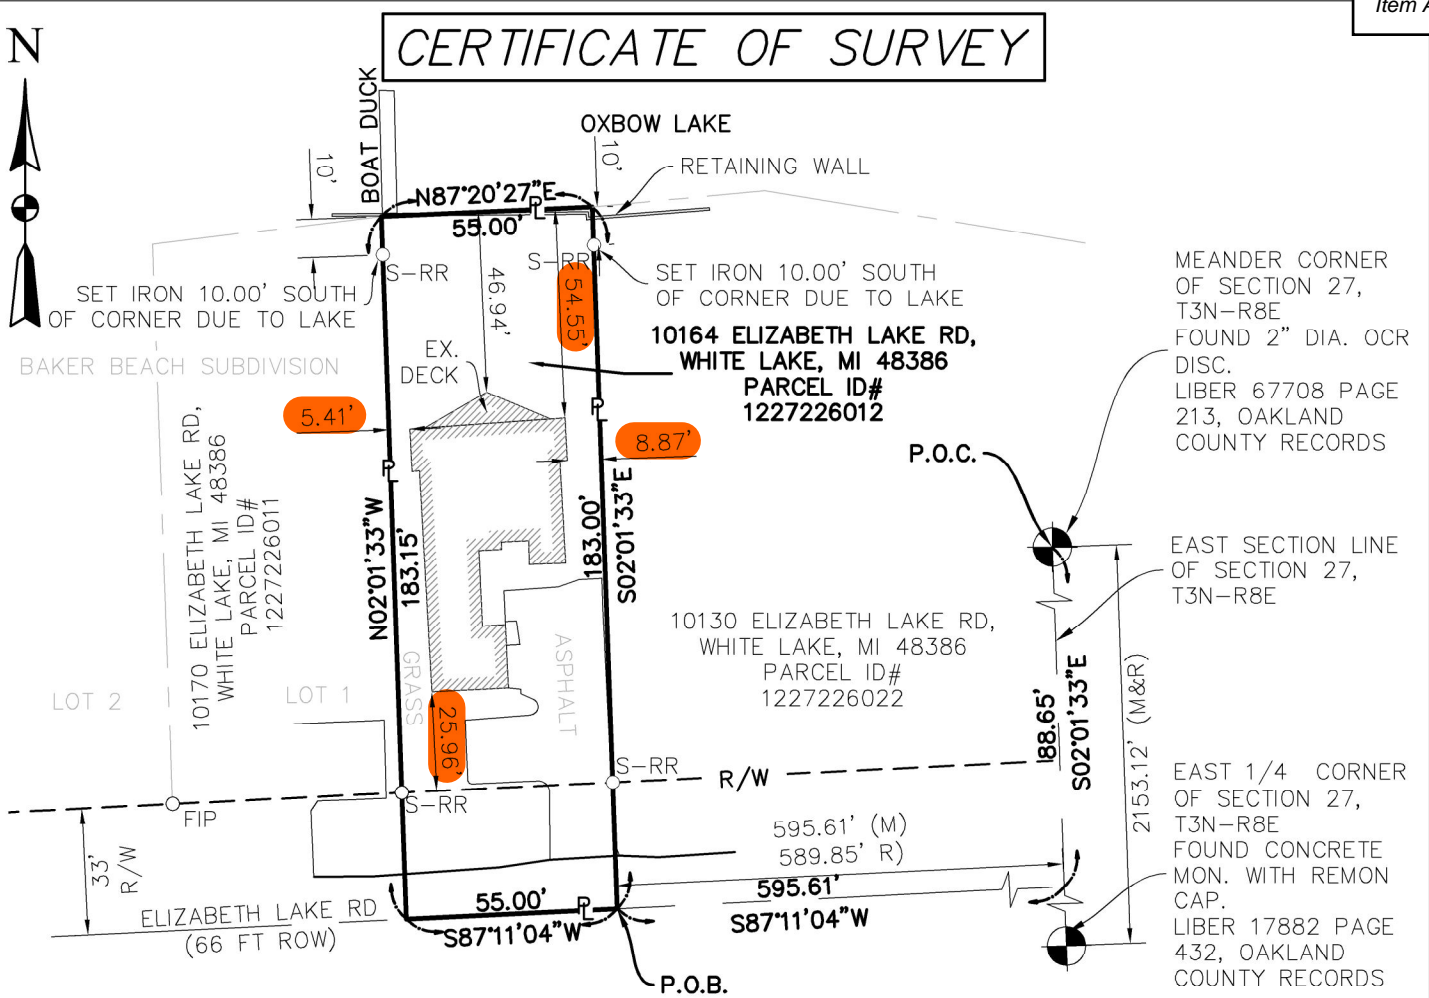 Item A
CERTIFICATE OF SURVEY
N
BOAT DUCK
OXBOW LAKE
10'
10'
RETAINING WALL
N87°20'27"E
PL
55.00'
S-RR
S-RR
SET IRON 10.00' SOUTH
OF CORNER DUE TO LAKE
SET IRON 10.00' SOUTH
OF CORNER DUE TO LAKE
46.94'
54.55'
BAKER BEACH SUBDIVISION
EX.
DECK
10164 ELIZABETH LAKE RD,
WHITE LAKE, MI 48386
PARCEL ID#
1227226012
MEANDER CORNER
OF SECTION 27,
T3N-R8E
FOUND 2" DIA. OCR
DISC.
LIBER 67708 PAGE
213, OAKLAND
COUNTY RECORDS
5.41'
8.87'
PL
PL
P.O.C.
10170 ELIZABETH LAKE RD,
WHITE LAKE, MI 48386
PARCEL ID#
1227226011
N02°01'33"W
183.15'
183.00'
S02°01'33"E
EAST SECTION LINE
OF SECTION 27,
T3N-R8E
10130 ELIZABETH LAKE RD,
WHITE LAKE, MI 48386
PARCEL ID#
1227226022
GRASS
ASPHALT
LOT 2
LOT 1
25.96'
88.65'
S02°01'33"E
2153.12' (M&R)
S-RR
S-RR
R/W
FIP
33'
R/W
EAST 1/4 CORNER
OF SECTION 27,
T3N-R8E
FOUND CONCRETE
MON. WITH REMON
CAP.
LIBER 17882 PAGE
432, OAKLAND
COUNTY RECORDS
595.61' (M)
589.85' R)
595.61'
S87°11'04"W
ELIZABETH LAKE RD
(66 FT ROW)
55.00'
PL
S87°11'04"W
P.O.B.